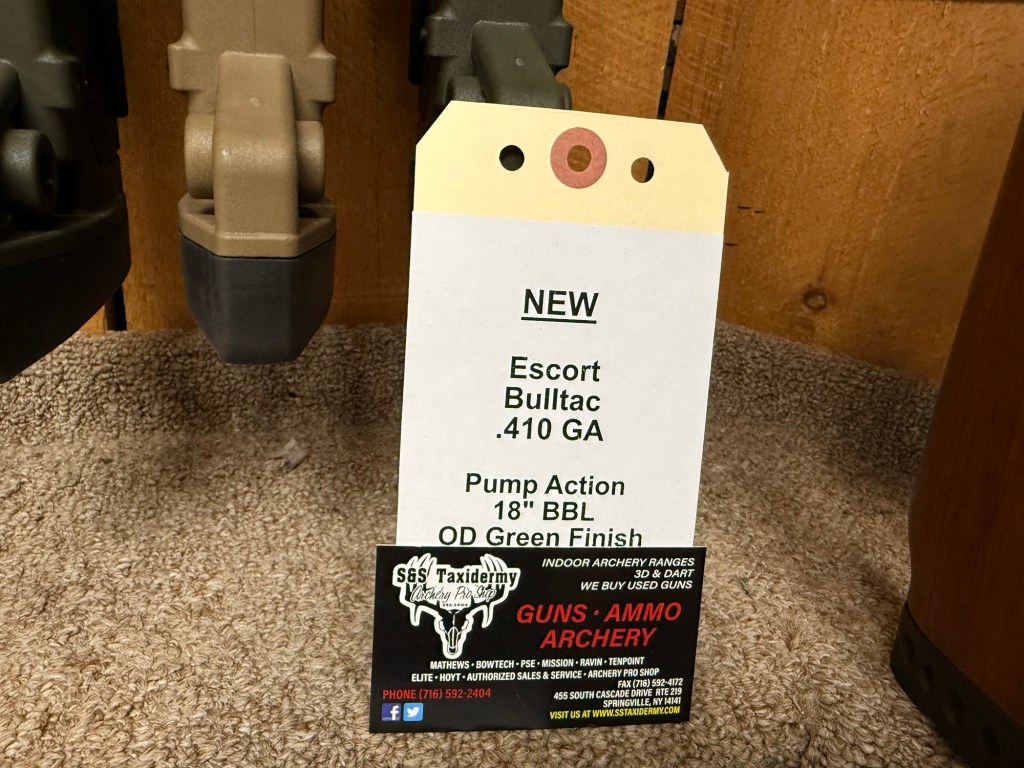 NEW
Escort
Bulltac
.410 GA
Pump Action
18" BBL
OD Green Finish
S&S Taxidermy
Archery Pro Shop
592-2404
INDOOR ARCHERY RANGES
3D & DART
WE BUY USED GUNS
GUNS · AMMO
ARCHERY
MATHEWS · BOWTECH · PSE · MISSION · RAVIN · TENPOINT
ELITE · HOYT · AUTHORIZED SALES & SERVICE · ARCHERY PRO SHOP
PHONE (716) 592-2404
FAX (716) 592-4172
455 SOUTH CASCADE DRIVE RTE 219
SPRINGVILLE, NY 14141
VISIT US AT WWW.SSTAXIDERMY.COM